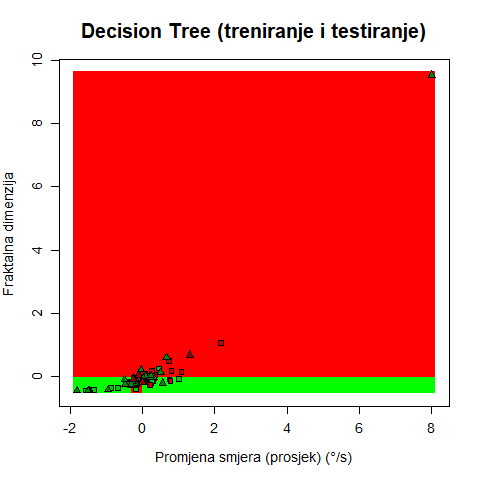 Decision Tree (treniranje i testiranje)
10
8
6
4
2
0
Fraktalna dimenzija
-2 0 2 4 6 8
Promjena smjera (prosjek) (°/s)